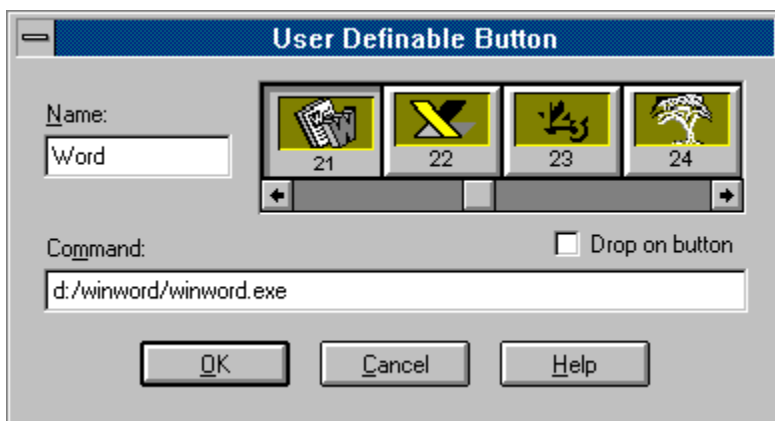 User Definable Button
Name:
Word
21 22 23 24
Command:
Drop on button
d:/winword/winword.exe
OK Cancel Help